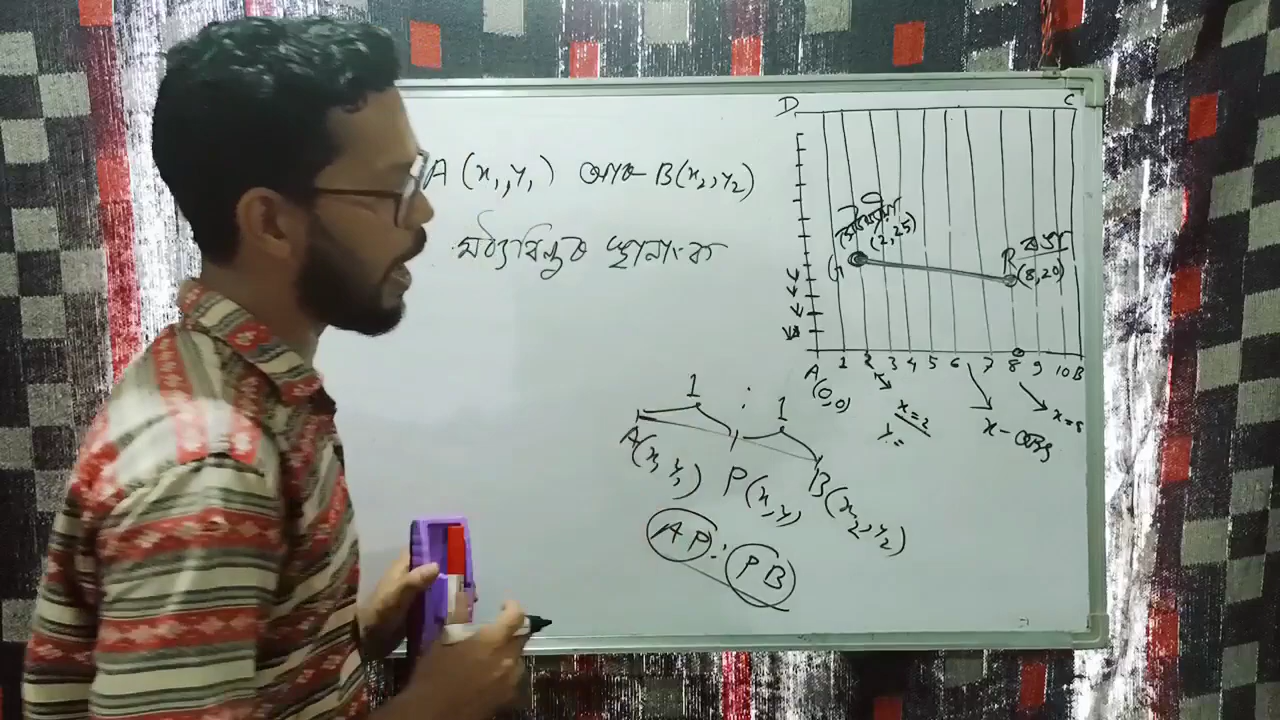 A (x₁, y₁) আর B(x₂, y₂)
মধ্যবিন্দুর স্থানাংক
D C
(2, 25)
G R
(8, 20)
1 2 3 4 5 6 7 8 9 10 B
A
(0,0)
x=2
x=8
y=
x-অক্ষ
1 : 1
A(x₁, y₁) P(x, y) B(x₂, y₂)
AP : PB